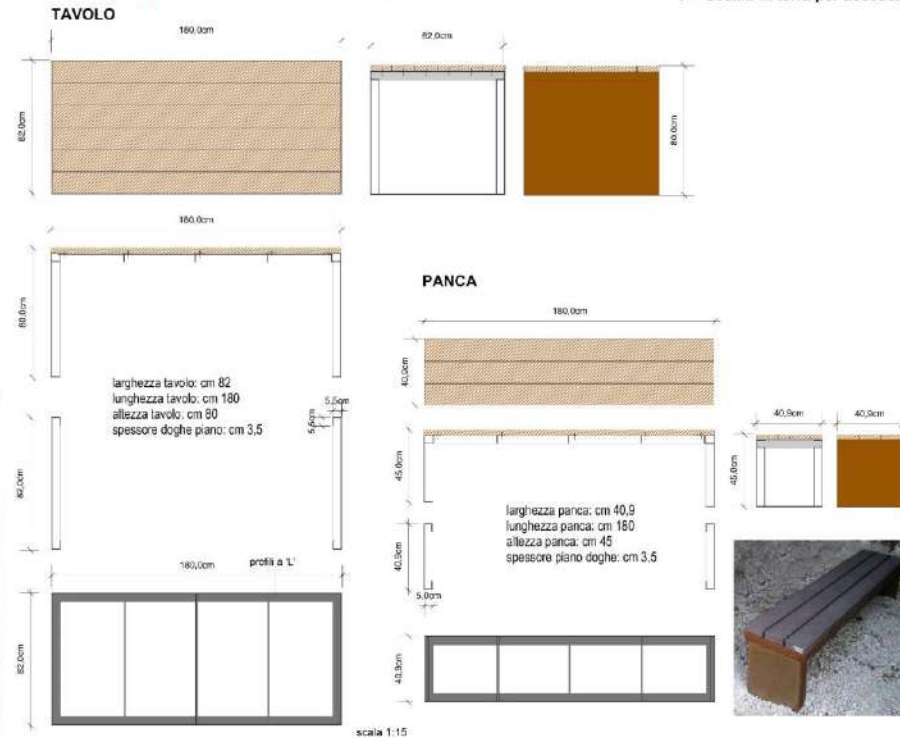 TAVOLO
180,0cm
82,0cm
82,0cm
80,0cm
180,0cm
80,0cm
larghezza tavolo: cm 82
lunghezza tavolo: cm 180
altezza tavolo: cm 80
spessore doghe piano: cm 3,5
5,5cm
5,5cm
82,0cm
180,0cm
profili a 'L'
82,0cm
scala 1:15
PANCA
180,0cm
40,9cm
45,0cm
larghezza panca: cm 40,9
lunghezza panca: cm 180
altezza panca: cm 45
spessore piano doghe: cm 3.5
40,9cm
5,0cm
40,9cm
40,9cm
40,9cm
45,0cm